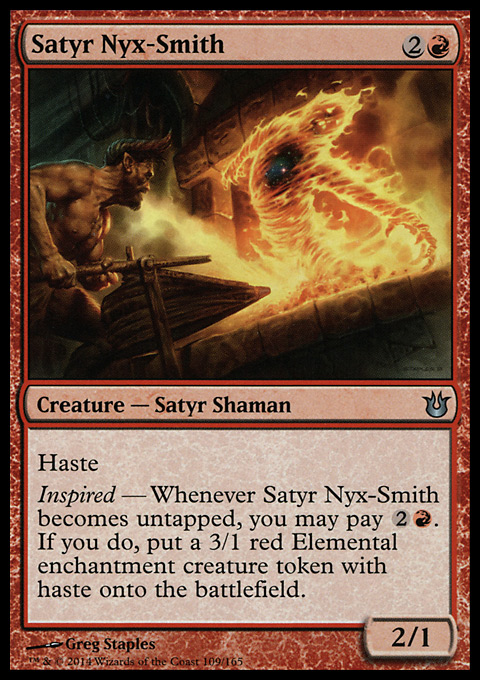 Satyr Nyx-Smith 2
Creature — Satyr Shaman
Haste
Inspired — Whenever Satyr Nyx-Smith
becomes untapped, you may pay 2.
If you do, put a 3/1 red Elemental
enchantment creature token with
haste onto the battlefield.
2/1
Greg Staples
™ & © 2014 Wizards of the Coast 109/165